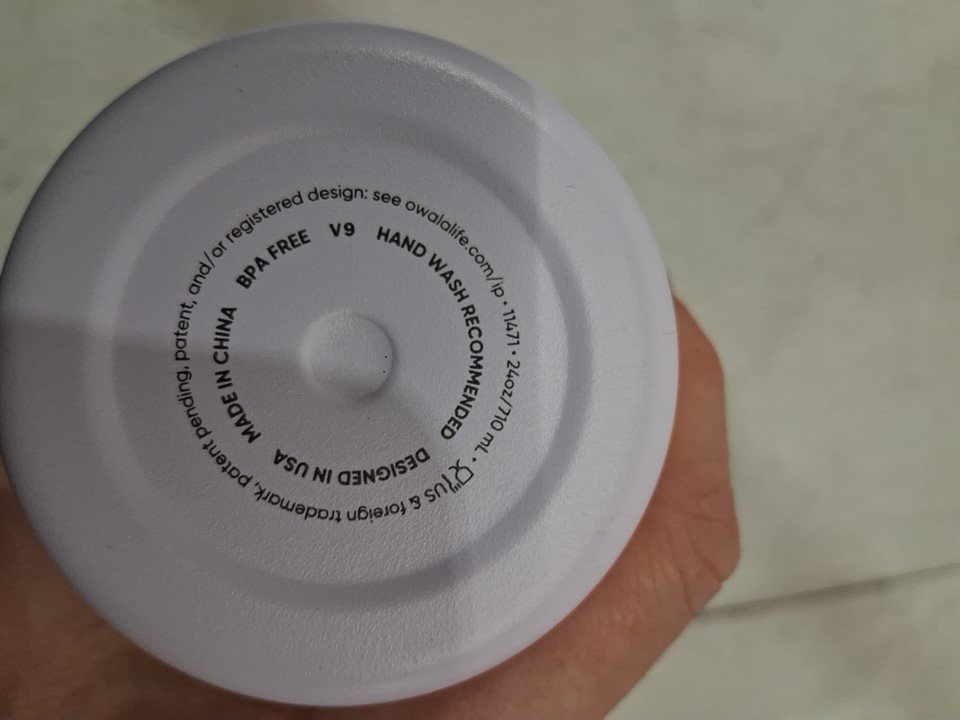 US & foreign trademark, patent pending, patent, and/or registered design: see owalalife.com/ip • 11471 • 24oz/710 mL •
MADE IN CHINA BPA FREE V9 HAND WASH RECOMMENDED DESIGNED IN USA